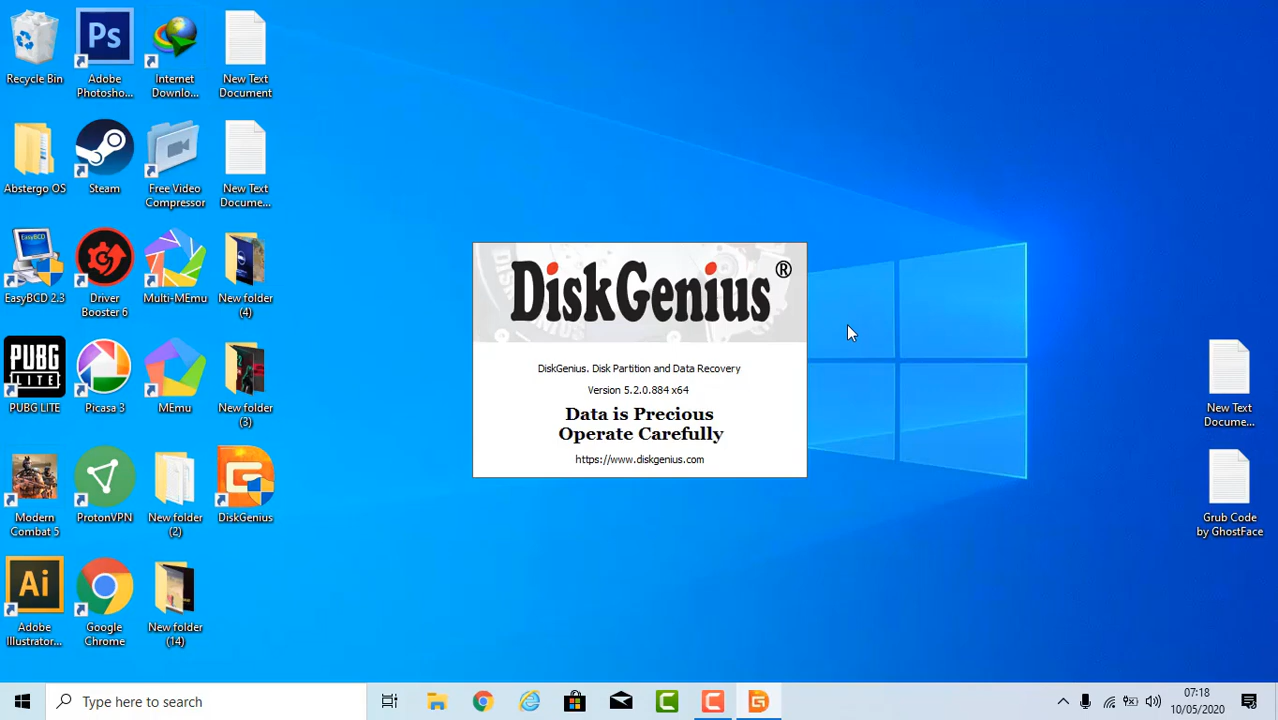 Recycle Bin
Ps
Adobe
Photosho...
Internet
Downlo...
New Text
Document
Abstergo OS
Steam
Free Video
Compressor
New Text
Docume...
EasyBCD 2.3
Driver
Booster 6
Multi-MEmu
New folder
(4)
PUBG
LITE
PUBG LITE
Picasa 3
MEmu
New folder
(3)
Modern
Combat 5
ProtonVPN
New folder
(2)
DiskGenius
Ai
Adobe
Illustrator...
Google
Chrome
New folder
(14)
DiskGenius®
DiskGenius. Disk Partition and Data Recovery
Version 5.2.0.884 x64
Data is Precious
Operate Carefully
https://www.diskgenius.com
New Text
Docume...
Grub Code
by GhostFace
Type here to search
07:18
10/05/2020